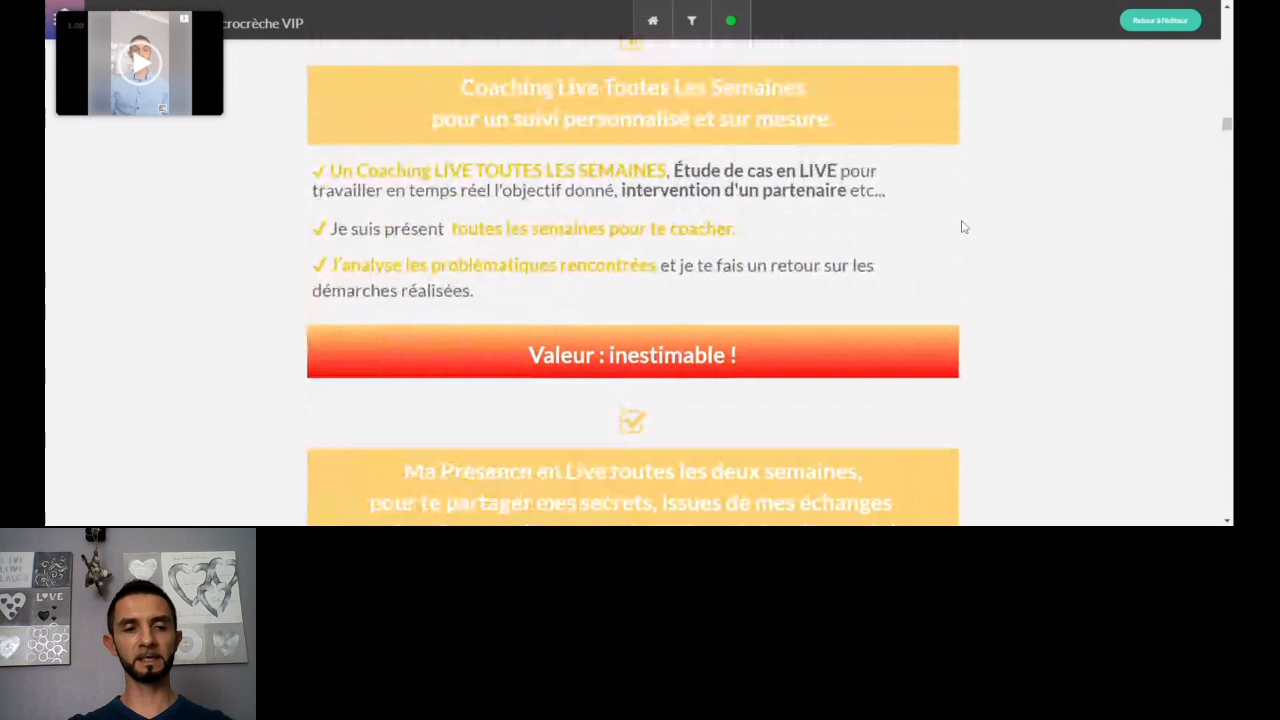 1.00
crocrèche VIP
Retour à l'éditeur
Coaching Live Toutes Les Semaines
pour un suivi personnalisé et sur mesure.
✓ Un Coaching LIVE TOUTES LES SEMAINES, Étude de cas en LIVE pour
travailler en temps réel l'objectif donné, intervention d'un partenaire etc...
✓ Je suis présent toutes les semaines pour te coacher.
✓ J'analyse les problématiques rencontrées et je te fais un retour sur les
démarches réalisées.
Valeur : inestimable !
Ma Présence en Live toutes les deux semaines,
pour te partager mes secrets, issues de mes échanges
LIVE
LOVE
LAUGH
LOVE